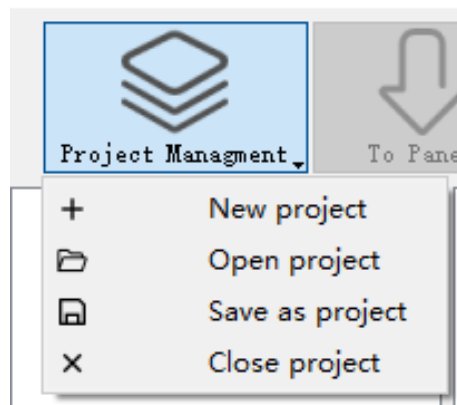 Project Managment
To Pane
New project
Open project
Save as project
Close project